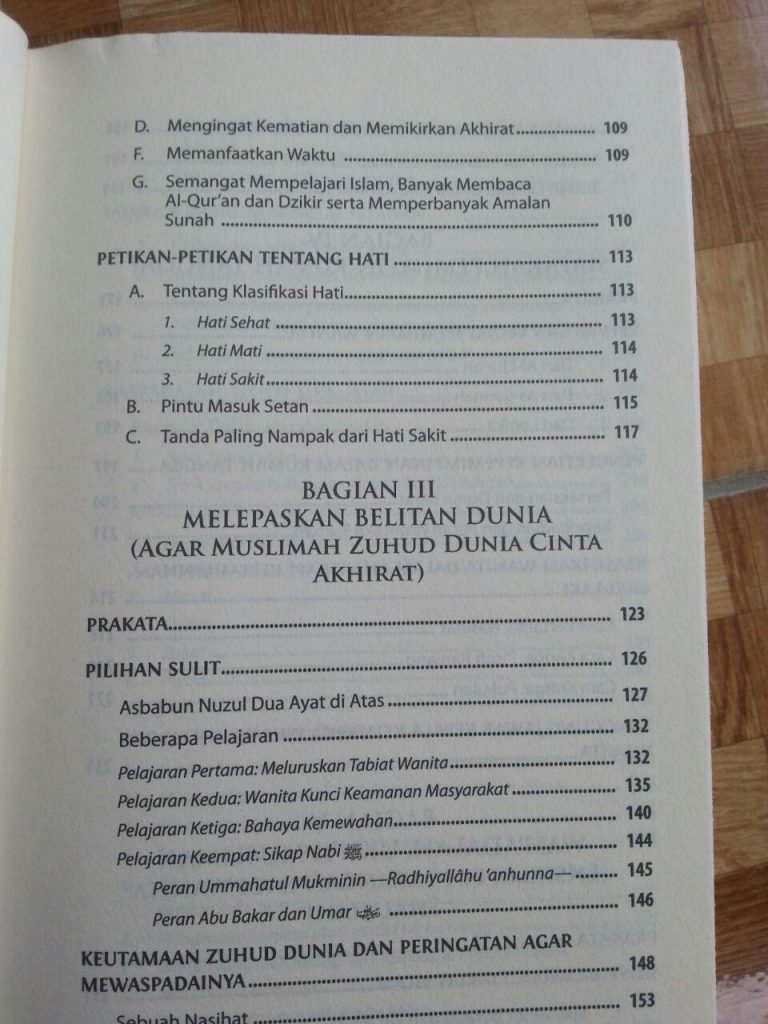 D. Mengingat Kematian dan Memikirkan Akhirat.................. 109
F. Memanfaatkan Waktu .......................................................... 109
G. Semangat Mempelajari Islam, Banyak Membaca
Al-Qur'an dan Dzikir serta Memperbanyak Amalan
Sunah ........................................................................................ 110
PETIKAN-PETIKAN TENTANG HATI ................................................ 113
A. Tentang Klasifikasi Hati............................................................ 113
1. Hati Sehat ........................................................................ 113
2. Hati Mati .......................................................................... 114
3. Hati Sakit.......................................................................... 114
B. Pintu Masuk Setan .................................................................. 115
C. Tanda Paling Nampak dari Hati Sakit .................................... 117
BAGIAN III
MELEPASKAN BELITAN DUNIA
(AGAR MUSLIMAH ZUHUD DUNIA CINTA
AKHIRAT)
PRAKATA.................................................................................... 123
PILIHAN SULIT............................................................................ 126
Asbabun Nuzul Dua Ayat di Atas .............................................. 127
Beberapa Pelajaran .................................................................... 132
Pelajaran Pertama: Meluruskan Tabiat Wanita.......................... 132
Pelajaran Kedua: Wanita Kunci Keamanan Masyarakat .............. 135
Pelajaran Ketiga: Bahaya Kemewahan........................................ 140
Pelajaran Keempat: Sikap Nabi ﷺ.............................................. 144
Peran Ummahatul Mukminin —Radhiyallâhu 'anhunna— ........ 145
Peran Abu Bakar dan Umar ........................................ 146
KEUTAMAAN ZUHUD DUNIA DAN PERINGATAN AGAR
MEWASPADAINYA...................................................................... 148
Sebuah Nasihat .......................................................................... 153